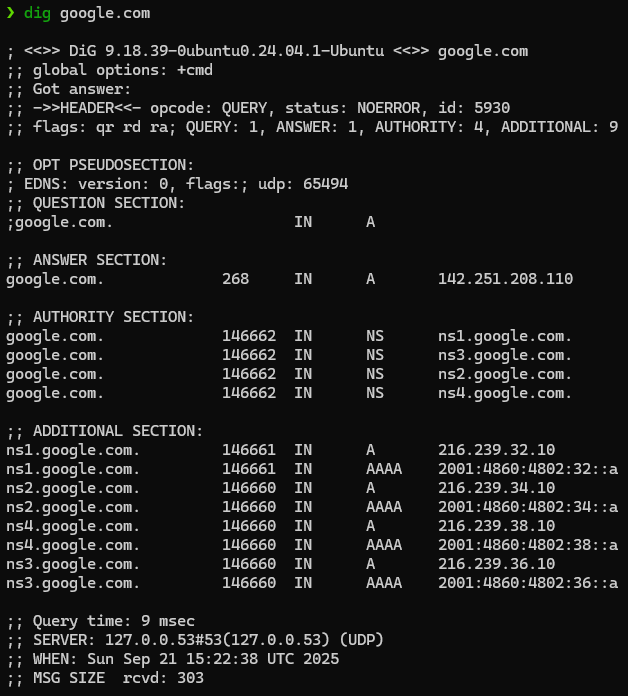 ❯ dig google.com

; <<>> DiG 9.18.39-0ubuntu0.24.04.1-Ubuntu <<>> google.com
;; global options: +cmd
;; Got answer:
;; ->>HEADER<<- opcode: QUERY, status: NOERROR, id: 5930
;; flags: qr rd ra; QUERY: 1, ANSWER: 1, AUTHORITY: 4, ADDITIONAL: 9

;; OPT PSEUDOSECTION:
; EDNS: version: 0, flags:; udp: 65494
;; QUESTION SECTION:
;google.com.                    IN      A

;; ANSWER SECTION:
google.com.             268     IN      A       142.251.208.110

;; AUTHORITY SECTION:
google.com.             146662  IN      NS      ns1.google.com.
google.com.             146662  IN      NS      ns3.google.com.
google.com.             146662  IN      NS      ns2.google.com.
google.com.             146662  IN      NS      ns4.google.com.

;; ADDITIONAL SECTION:
ns1.google.com.         146661  IN      A       216.239.32.10
ns1.google.com.         146661  IN      AAAA    2001:4860:4802:32::a
ns2.google.com.         146660  IN      A       216.239.34.10
ns2.google.com.         146660  IN      AAAA    2001:4860:4802:34::a
ns4.google.com.         146660  IN      A       216.239.38.10
ns4.google.com.         146660  IN      AAAA    2001:4860:4802:38::a
ns3.google.com.         146660  IN      A       216.239.36.10
ns3.google.com.         146660  IN      AAAA    2001:4860:4802:36::a

;; Query time: 9 msec
;; SERVER: 127.0.0.53#53(127.0.0.53) (UDP)
;; WHEN: Sun Sep 21 15:22:38 UTC 2025
;; MSG SIZE  rcvd: 303